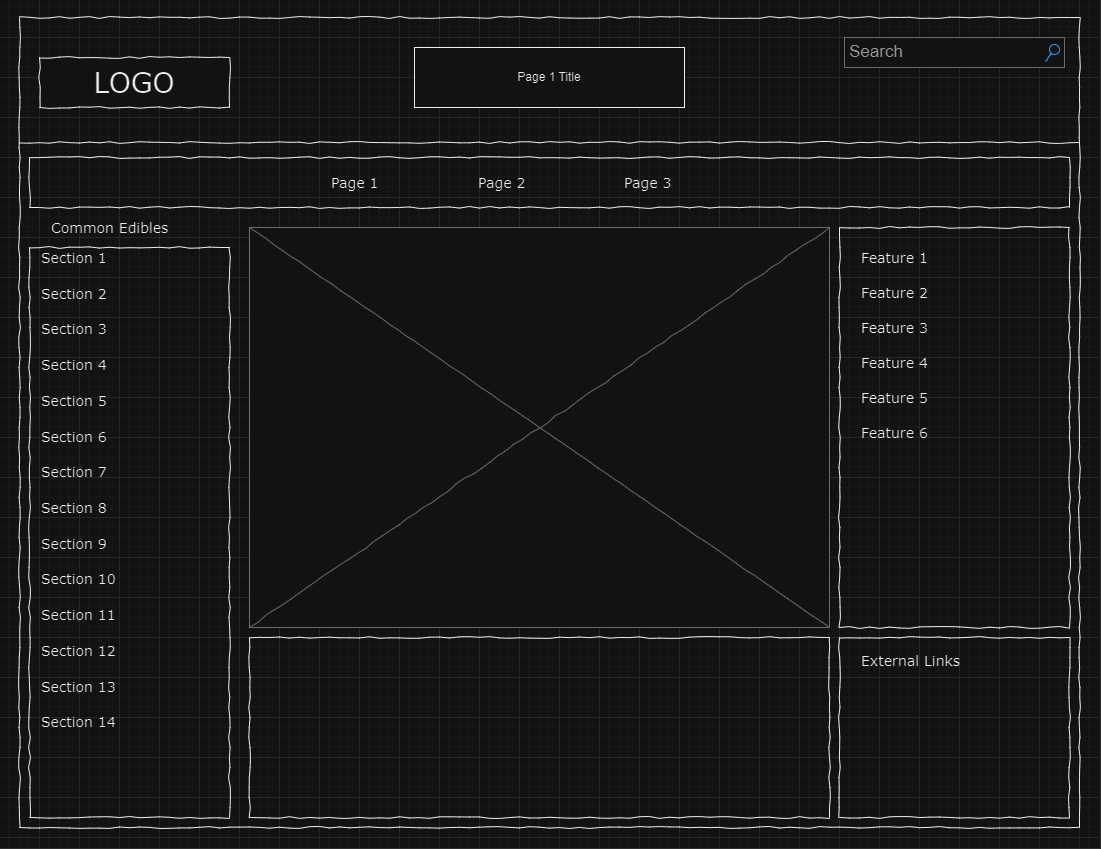 LOGO
Page 1 Title
Search
Page 1 Page 2 Page 3
Common Edibles
Section 1
Section 2
Section 3
Section 4
Section 5
Section 6
Section 7
Section 8
Section 9
Section 10
Section 11
Section 12
Section 13
Section 14
Feature 1
Feature 2
Feature 3
Feature 4
Feature 5
Feature 6
External Links